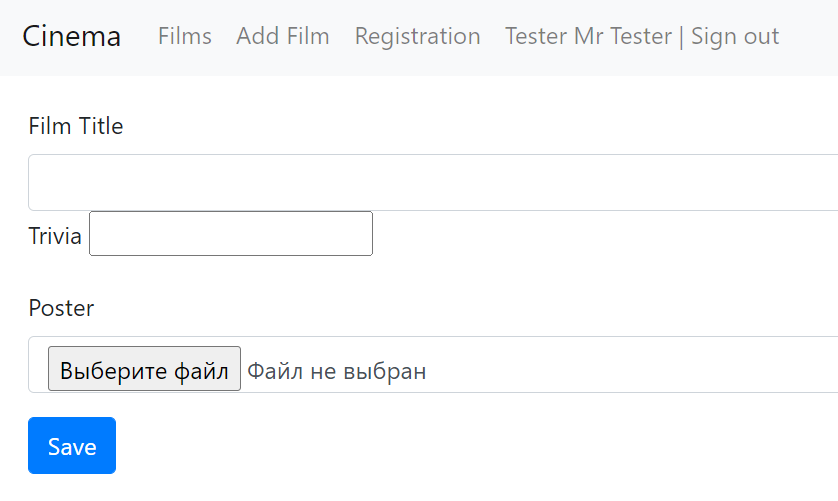 Cinema Films Add Film Registration Tester Mr Tester | Sign out
Film Title
Trivia
Poster
Выберите файл Файл не выбран
Save